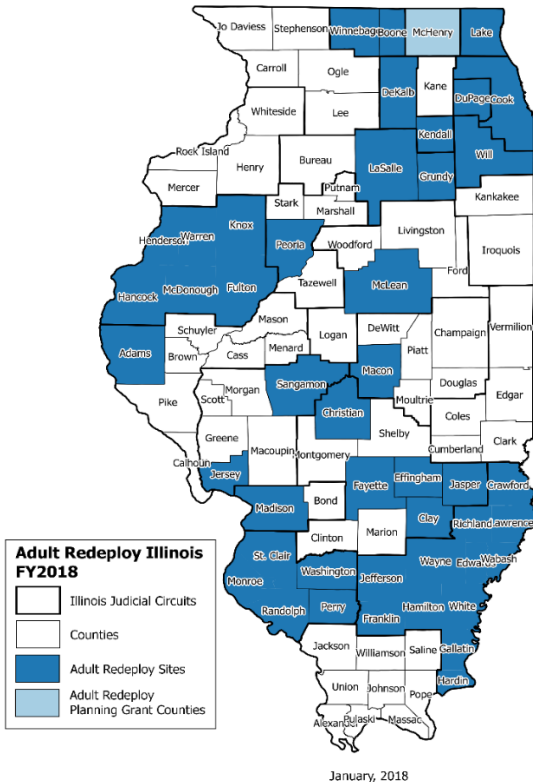 Jo Daviess
Stephenson
Winnebago
Boone
McHenry
Lake
Carroll
Ogle
DeKalb
Kane
DuPage
Cook
Whiteside
Lee
Kendall
Will
Rock Island
Henry
Bureau
LaSalle
Grundy
Mercer
Putnam
Kankakee
Stark
Marshall
Knox
Henderson
Warren
Peoria
Livingston
Woodford
Iroquois
Ford
Tazewell
McLean
Hancock
McDonough
Fulton
Mason
Schuyler
Logan
DeWitt
Champaign
Vermilion
Adams
Brown
Cass
Menard
Piatt
Macon
Douglas
Sangamon
Morgan
Scott
Pike
Moultrie
Edgar
Christian
Coles
Greene
Shelby
Macoupin
Montgomery
Cumberland
Clark
Calhoun
Jersey
Effingham
Fayette
Jasper
Crawford
Madison
Bond
Clay
Richland
Lawrence
Clinton
Marion
St. Clair
Wayne
Edwards
Wabash
Washington
Jefferson
Monroe
Randolph
Perry
Franklin
Hamilton
White
Jackson
Williamson
Saline
Gallatin
Hardin
Union
Johnson
Pope
Alexander
Pulaski
Massac
Adult Redeploy Illinois
FY2018
Illinois Judicial Circuits
Counties
Adult Redeploy Sites
Adult Redeploy
Planning Grant Counties
January, 2018